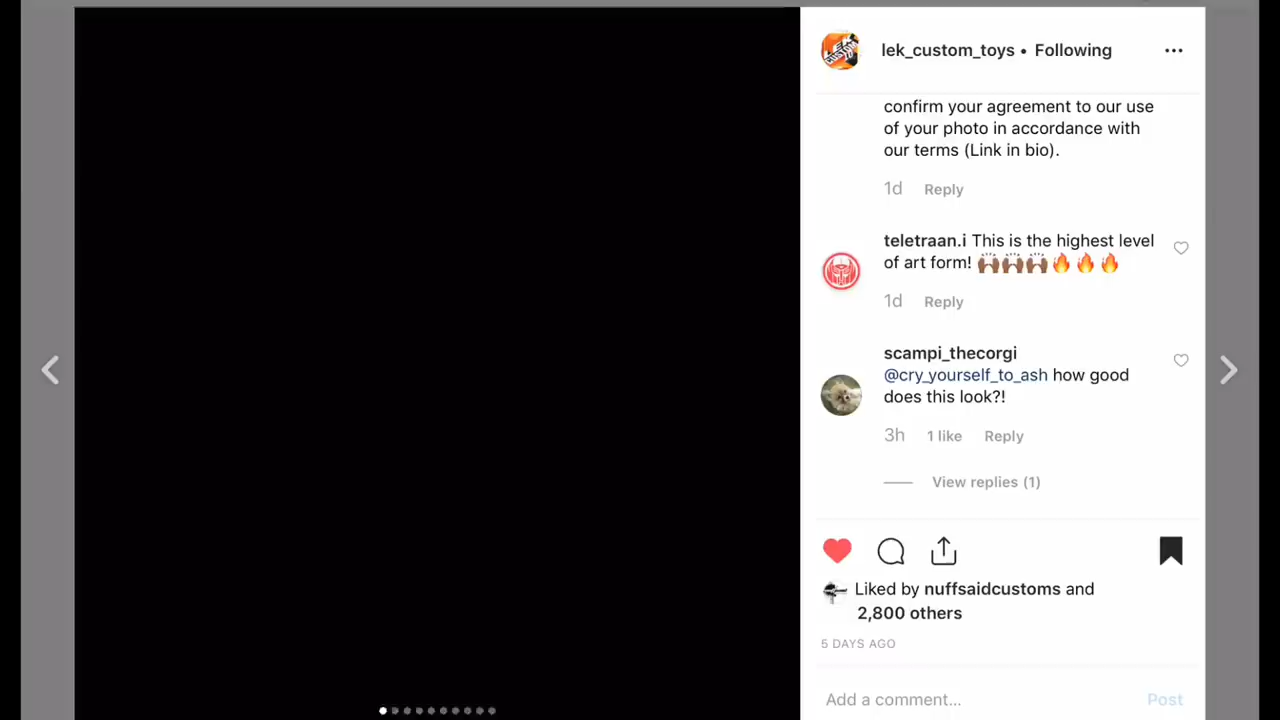 lek_custom_toys • Following
confirm your agreement to our use
of your photo in accordance with
our terms (Link in bio).
1d Reply
teletraan.i This is the highest level
of art form! 🙌🏾🙌🏾🙌🏾🔥🔥🔥
1d Reply
scampi_thecorgi
@cry_yourself_to_ash how good
does this look?!
3h 1 like Reply
View replies (1)
Liked by nuffsaidcustoms and
2,800 others
5 DAYS AGO
Add a comment... Post